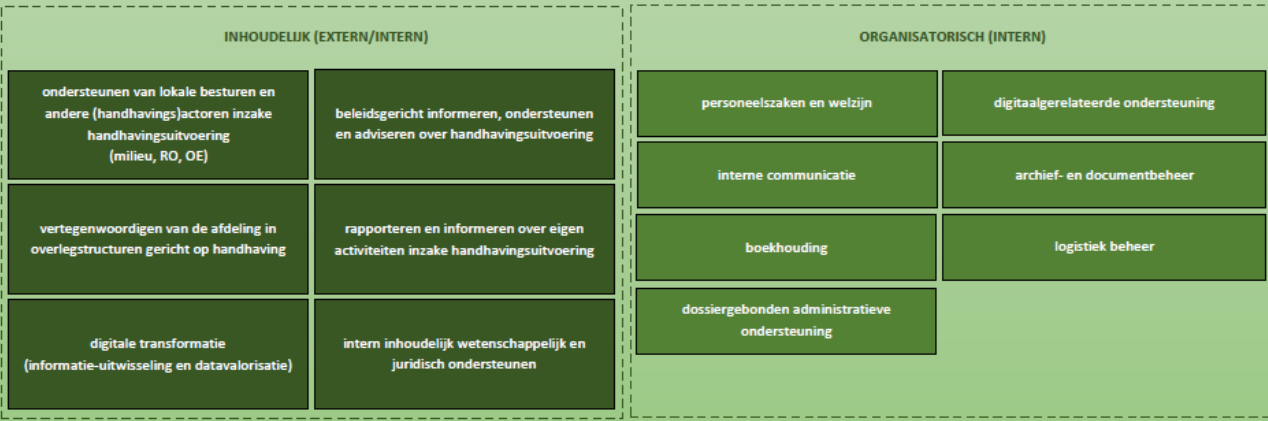 INHOUDELIJK (EXTERN/INTERN)
ondersteunen van lokale besturen en
andere (handhavings)actoren inzake
handhavingsuitvoering
(milieu, RO, OE)
beleidsgericht informeren, ondersteunen
en adviseren over handhavingsuitvoering
vertegenwoordigen van de afdeling in
overlegstructuren gericht op handhaving
rapporteren en informeren over eigen
activiteiten inzake handhavingsuitvoering
digitale transformatie
(informatie-uitwisseling en datavalorisatie)
intern inhoudelijk wetenschappelijk en
juridisch ondersteunen
ORGANISATORISCH (INTERN)
personeelszaken en welzijn
digitaalgerelateerde ondersteuning
interne communicatie
archief- en documentbeheer
boekhouding
logistiek beheer
dossiergebonden administratieve
ondersteuning